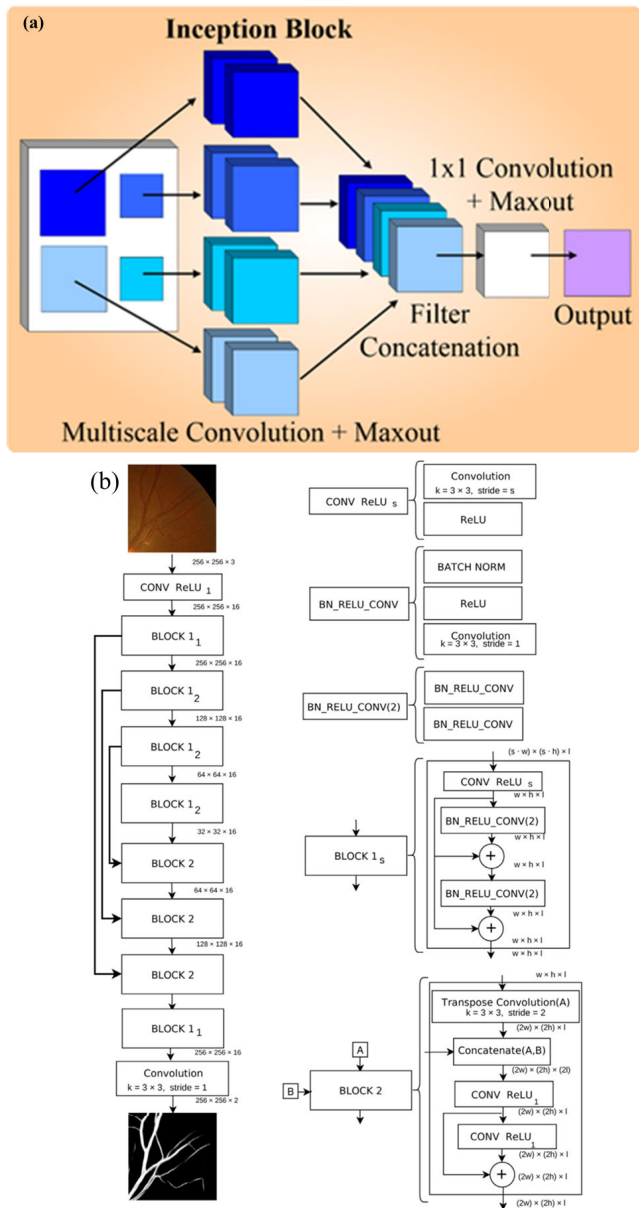 (a)
Inception Block
1x1 Convolution
+ Maxout
Filter
Concatenation
Output
Multiscale Convolution + Maxout
(b)
256 × 256 × 3
CONV ReLU 1
256 × 256 × 16
BLOCK 1 1
256 × 256 × 16
BLOCK 1 2
128 × 128 × 16
BLOCK 1 2
64 × 64 × 16
BLOCK 1 2
32 × 32 × 16
BLOCK 2
64 × 64 × 16
BLOCK 2
128 × 128 × 16
BLOCK 2
BLOCK 1 1
256 × 256 × 16
Convolution
k = 3 × 3, stride = 1
256 × 256 × 2
CONV ReLU s
Convolution
k = 3 × 3, stride = s
ReLU
BN_RELU_CONV
BATCH NORM
ReLU
Convolution
k = 3 × 3, stride = 1
BN_RELU_CONV(2)
BN_RELU_CONV
BN_RELU_CONV
BLOCK 1 s
(s · w) × (s · h) × l
CONV ReLU s
w × h × l
BN_RELU_CONV(2)
w × h × l
+
w × h × l
BN_RELU_CONV(2)
w × h × l
+
w × h × l
w × h × l
A
B
BLOCK 2
w × h × l
Transpose Convolution(A)
k = 3 × 3, stride = 2
(2w) × (2h) × l
Concatenate(A,B)
(2w) × (2h) × (2l)
CONV ReLU 1
(2w) × (2h) × l
CONV ReLU 1
(2w) × (2h) × l
+
(2w) × (2h) × l
(2w) × (2h) × l